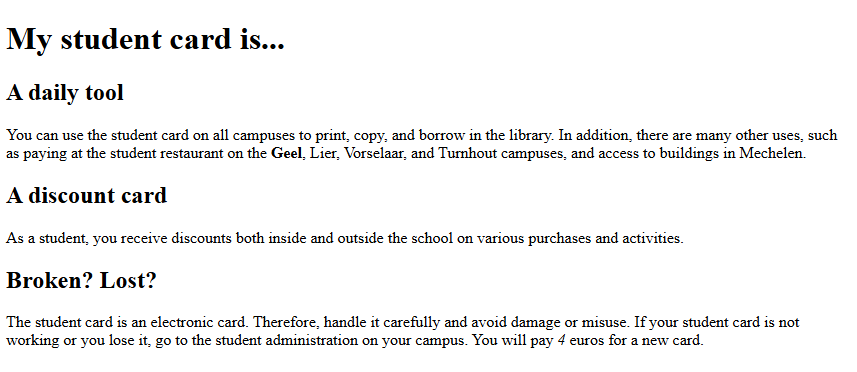 My student card is...
A daily tool
You can use the student card on all campuses to print, copy, and borrow in the library. In addition, there are many other uses, such
as paying at the student restaurant on the Geel, Lier, Vorselaar, and Turnhout campuses, and access to buildings in Mechelen.
A discount card
As a student, you receive discounts both inside and outside the school on various purchases and activities.
Broken? Lost?
The student card is an electronic card. Therefore, handle it carefully and avoid damage or misuse. If your student card is not
working or you lose it, go to the student administration on your campus. You will pay 4 euros for a new card.